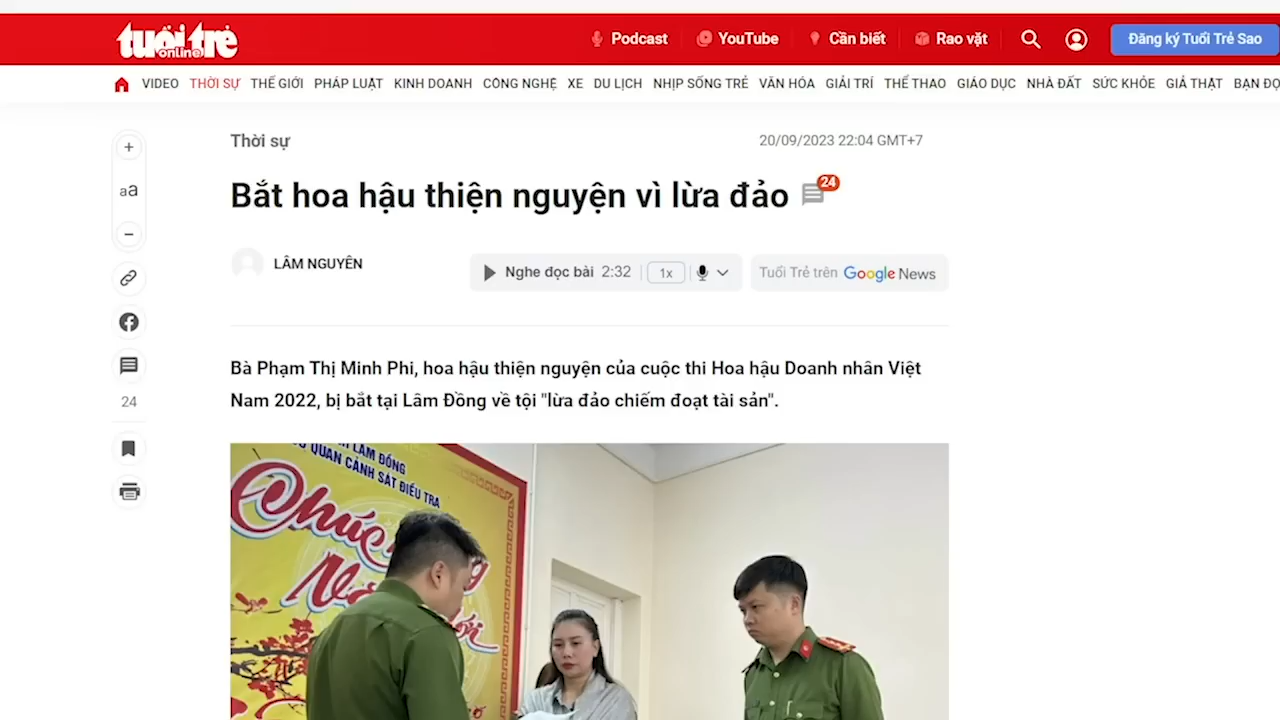 tuổi trẻ
online
Podcast
YouTube
Cần biết
Rao vặt
Đăng ký Tuổi Trẻ Sao
VIDEO THỜI SỰ THẾ GIỚI PHÁP LUẬT KINH DOANH CÔNG NGHỆ XE DU LỊCH NHỊP SỐNG TRẺ VĂN HÓA GIẢI TRÍ THỂ THAO GIÁO DỤC NHÀ ĐẤT SỨC KHỎE GIẢ THẬT BẠN ĐỌ
+
aa
−
24
Thời sự
20/09/2023 22:04 GMT+7
Bắt hoa hậu thiện nguyện vì lừa đảo
24
LÂM NGUYÊN
Nghe đọc bài 2:32
1x
Tuổi Trẻ trên Google News
Bà Phạm Thị Minh Phi, hoa hậu thiện nguyện của cuộc thi Hoa hậu Doanh nhân Việt
Nam 2022, bị bắt tại Lâm Đồng về tội "lừa đảo chiếm đoạt tài sản".
LÂM ĐỒNG
QUAN CẢNH SÁT ĐIỀU TRA
Chúc